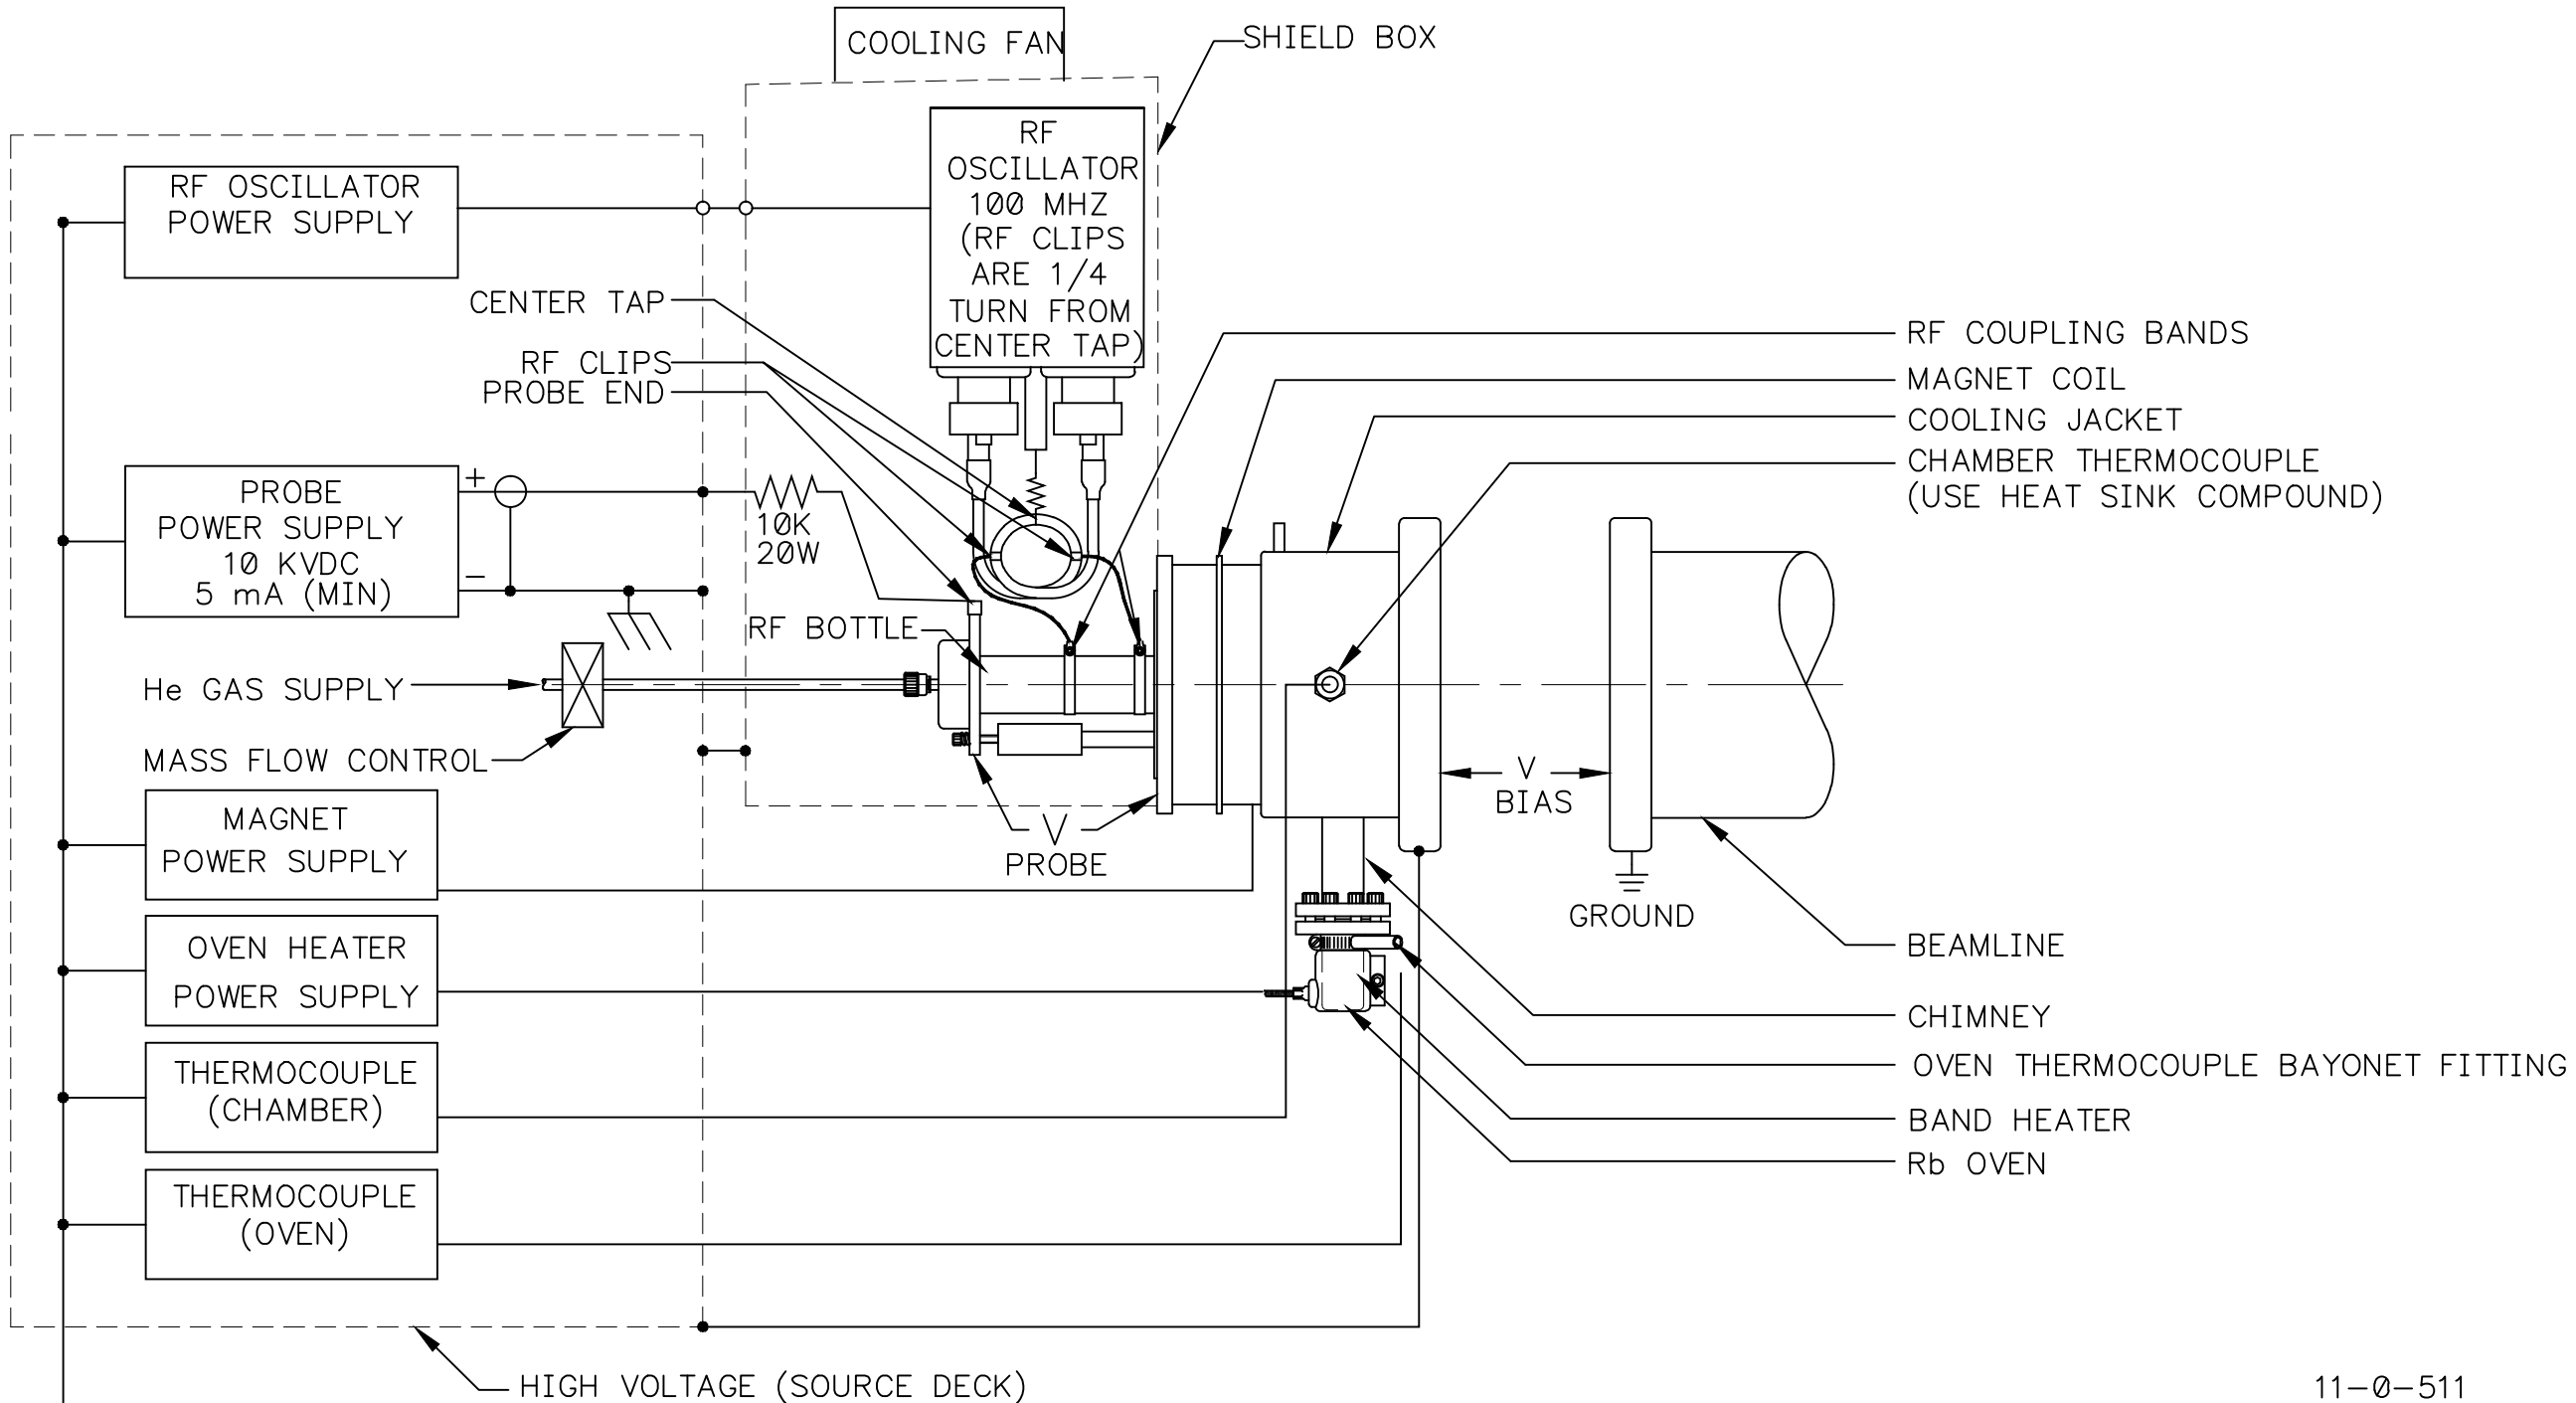 COOLING FAN
SHIELD BOX
RF
OSCILLATOR
100 MHZ
(RF CLIPS
ARE 1/4
TURN FROM
CENTER TAP)
RF OSCILLATOR
POWER SUPPLY
CENTER TAP
RF CLIPS
PROBE END
RF COUPLING BANDS
MAGNET COIL
COOLING JACKET
CHAMBER THERMOCOUPLE
(USE HEAT SINK COMPOUND)
PROBE
POWER SUPPLY
10 KVDC
5 mA (MIN)
+
−
10K
20W
RF BOTTLE
He GAS SUPPLY
MASS FLOW CONTROL
V
BIAS
V
PROBE
MAGNET
POWER SUPPLY
GROUND
OVEN HEATER
POWER SUPPLY
BEAMLINE
CHIMNEY
OVEN THERMOCOUPLE BAYONET FITTING
BAND HEATER
Rb OVEN
THERMOCOUPLE
(CHAMBER)
THERMOCOUPLE
(OVEN)
HIGH VOLTAGE (SOURCE DECK)
11-0-511